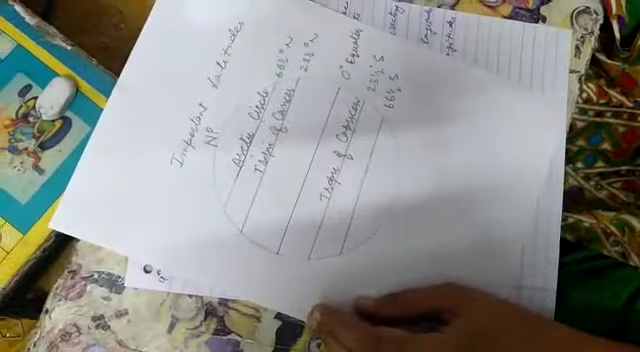 Important Latitudes
NP
Arctic Circle 66½° N
Tropic of Cancer 23½° N
0° Equator
Tropic of Capricon 23½° S
66½ S